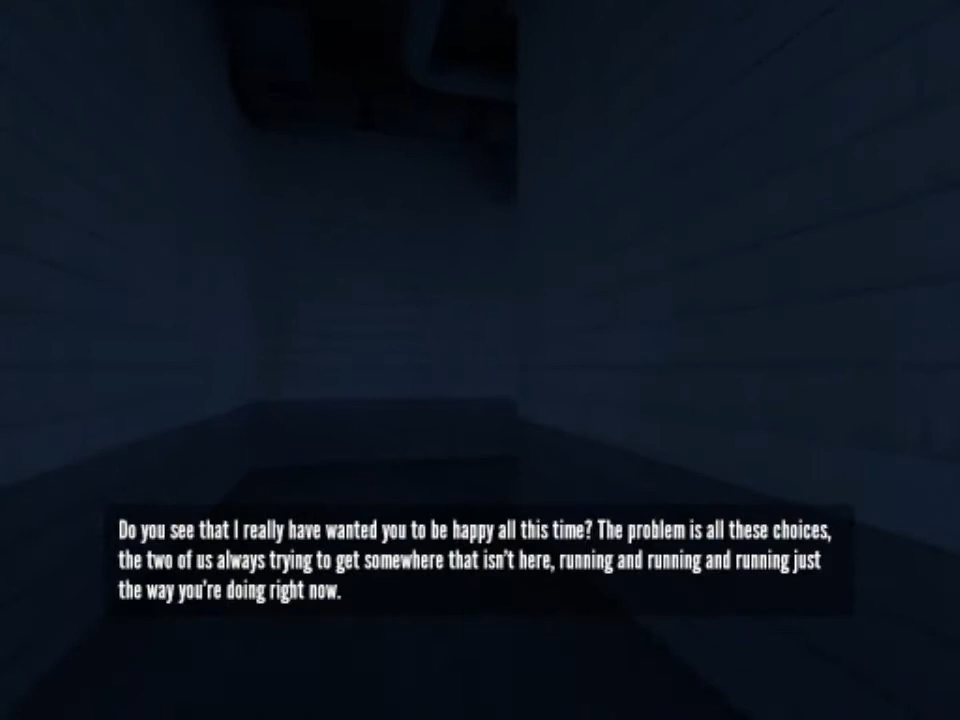 Do you see that I really have wanted you to be happy all this time? The problem is all these choices,
the two of us always trying to get somewhere that isn't here, running and running and running just
the way you're doing right now.